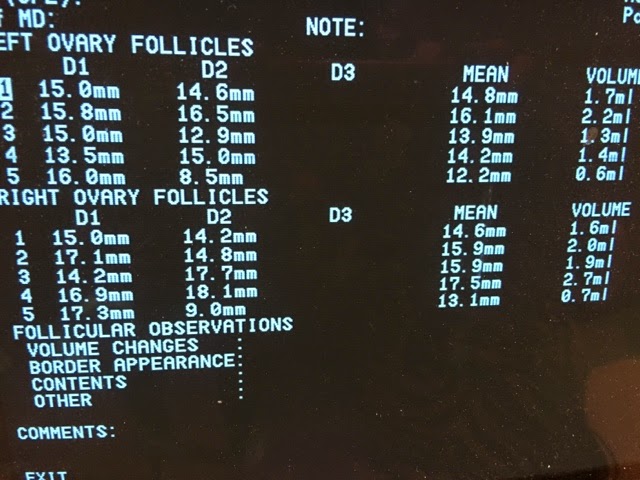 MD:
NOTE:
EFT OVARY FOLLICLES
D1 D2 D3 MEAN VOLUM
1 15.0mm 14.6mm 14.8mm 1.7ml
2 15.8mm 16.5mm 16.1mm 2.2ml
3 15.0mm 12.9mm 13.9mm 1.3ml
4 13.5mm 15.0mm 14.2mm 1.4ml
5 16.0mm 8.5mm 12.2mm 0.6ml
RIGHT OVARY FOLLICLES
D1 D2 D3 MEAN VOLUME
1 15.0mm 14.2mm 14.6mm 1.6ml
2 17.1mm 14.8mm 15.9mm 2.0ml
3 14.2mm 17.7mm 15.9mm 1.9ml
4 16.9mm 18.1mm 17.5mm 2.7ml
5 17.3mm 9.0mm 13.1mm 0.7ml
FOLLICULAR OBSERVATIONS
VOLUME CHANGES :
BORDER APPEARANCE:
CONTENTS :
OTHER :
COMMENTS:
EXIT